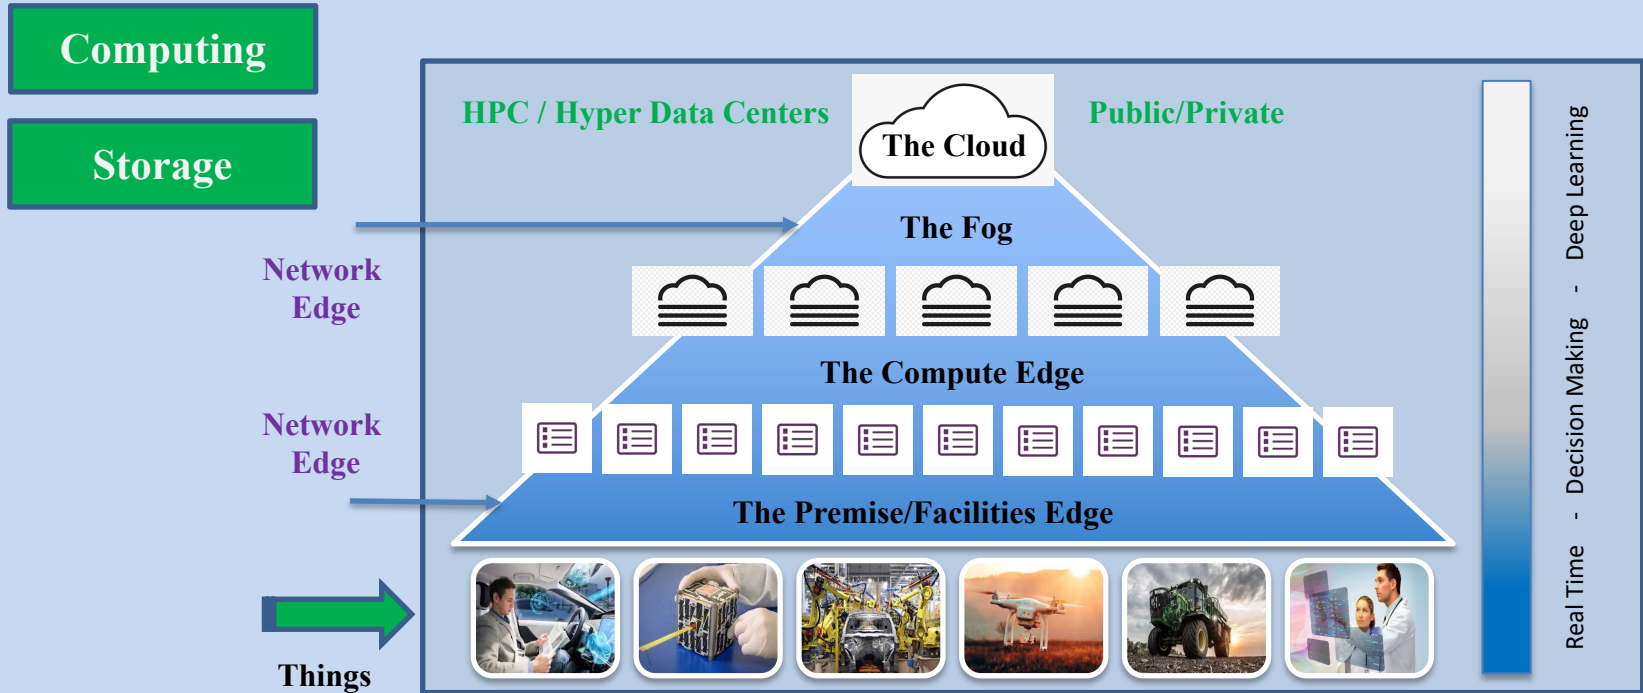 Computing
Storage
HPC / Hyper Data Centers
Public/Private
The Cloud
The Fog
Network
Edge
The Compute Edge
Network
Edge
The Premise/Facilities Edge
Things
Real Time - Decision Making - Deep Learning